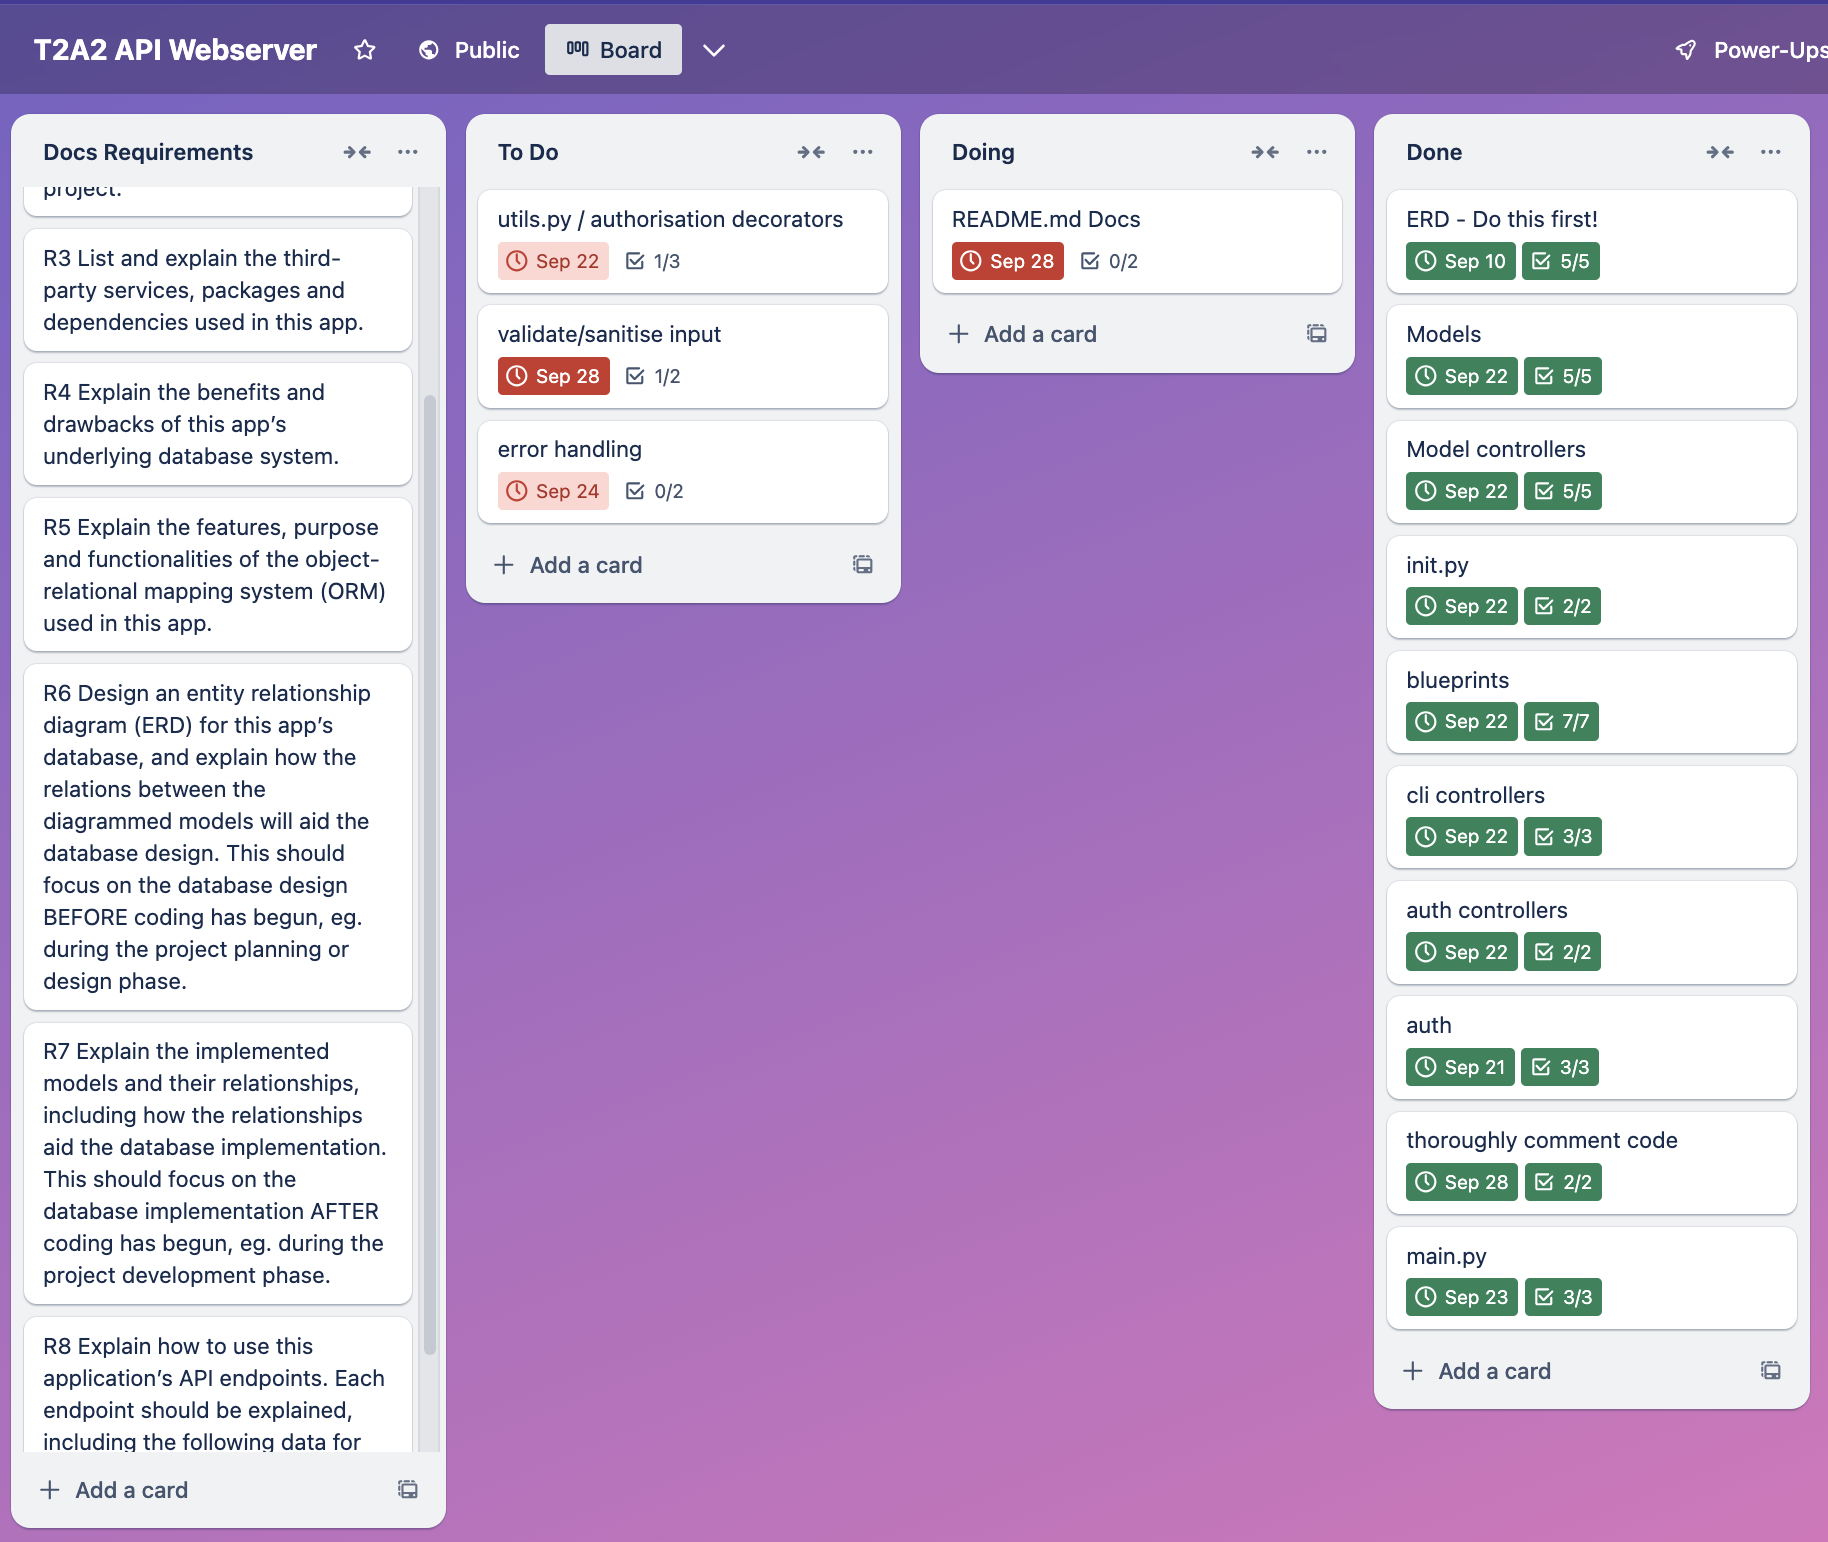 T2A2 API Webserver
Public
Board
Power-Ups
Docs Requirements
project.
R3 List and explain the third-
party services, packages and
dependencies used in this app.
R4 Explain the benefits and
drawbacks of this app’s
underlying database system.
R5 Explain the features, purpose
and functionalities of the object-
relational mapping system (ORM)
used in this app.
R6 Design an entity relationship
diagram (ERD) for this app’s
database, and explain how the
relations between the
diagrammed models will aid the
database design. This should
focus on the database design
BEFORE coding has begun, eg.
during the project planning or
design phase.
R7 Explain the implemented
models and their relationships,
including how the relationships
aid the database implementation.
This should focus on the
database implementation AFTER
coding has begun, eg. during the
project development phase.
R8 Explain how to use this
application’s API endpoints. Each
endpoint should be explained,
including the following data for
Add a card
To Do
utils.py / authorisation decorators
Sep 22 1/3
validate/sanitise input
Sep 28 1/2
error handling
Sep 24 0/2
Add a card
Doing
README.md Docs
Sep 28 0/2
Add a card
Done
ERD - Do this first!
Sep 10 5/5
Models
Sep 22 5/5
Model controllers
Sep 22 5/5
init.py
Sep 22 2/2
blueprints
Sep 22 7/7
cli controllers
Sep 22 3/3
auth controllers
Sep 22 2/2
auth
Sep 21 3/3
thoroughly comment code
Sep 28 2/2
main.py
Sep 23 3/3
Add a card